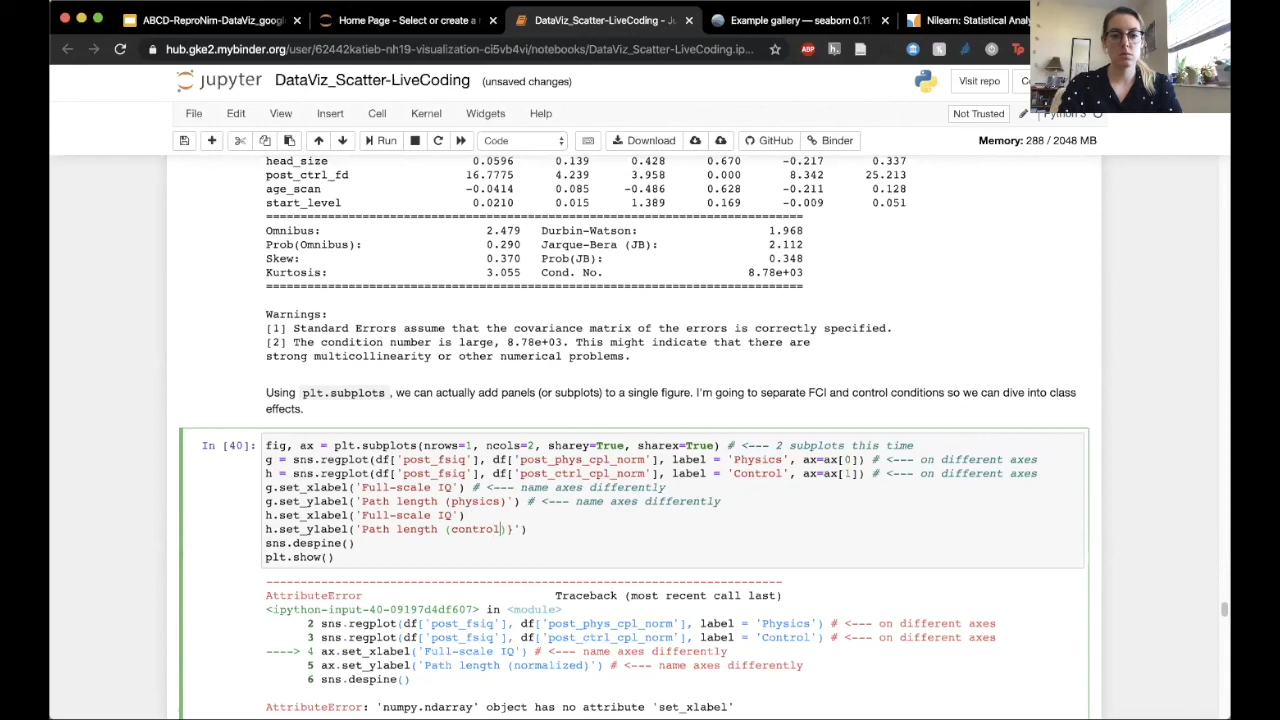 ABCD-ReproNim-DataViz_goog
Home Page - Select or create a n
DataViz_Scatter-LiveCoding - J
Example gallery — seaborn 0.11.
Nilearn: Statistical Analy
hub.gke2.mybinder.org/user/62442katieb-nh19-visualization-ci5vb4vi/notebooks/DataViz_Scatter-LiveCoding.ip...
ABP
jupyter DataViz_Scatter-LiveCoding (unsaved changes)
Visit repo
File Edit View Insert Cell Kernel Widgets Help
Not Trusted
Python 3
Run Code Download GitHub Binder Memory: 288 / 2048 MB
head_size 0.0596 0.139 0.428 0.670 -0.217 0.337
post_ctrl_fd 16.7775 4.239 3.958 0.000 8.342 25.213
age_scan -0.0414 0.085 -0.486 0.628 -0.211 0.128
start_level 0.0210 0.015 1.389 0.169 -0.009 0.051
==============================================================================
Omnibus: 2.479 Durbin-Watson: 1.968
Prob(Omnibus): 0.290 Jarque-Bera (JB): 2.112
Skew: 0.370 Prob(JB): 0.348
Kurtosis: 3.055 Cond. No. 8.78e+03
==============================================================================
Warnings:
[1] Standard Errors assume that the covariance matrix of the errors is correctly specified.
[2] The condition number is large, 8.78e+03. This might indicate that there are
strong multicollinearity or other numerical problems.
Using plt.subplots , we can actually add panels (or subplots) to a single figure. I'm going to separate FCI and control conditions so we can dive into class
effects.
In [40]: fig, ax = plt.subplots(nrows=1, ncols=2, sharey=True, sharex=True) # <--- 2 subplots this time
g = sns.regplot(df['post_fsiq'], df['post_phys_cpl_norm'], label = 'Physics', ax=ax[0]) # <--- on different axes
h = sns.regplot(df['post_fsiq'], df['post_ctrl_cpl_norm'], label = 'Control', ax=ax[1]) # <--- on different axes
g.set_xlabel('Full-scale IQ') # <--- name axes differently
g.set_ylabel('Path length (physics)') # <--- name axes differently
h.set_xlabel('Full-scale IQ')
h.set_ylabel('Path length (control)}')
sns.despine()
plt.show()
---------------------------------------------------------------------------
AttributeError Traceback (most recent call last)
<ipython-input-40-09197d4df607> in <module>
2 sns.regplot(df['post_fsiq'], df['post_phys_cpl_norm'], label = 'Physics') # <--- on different axes
3 sns.regplot(df['post_fsiq'], df['post_ctrl_cpl_norm'], label = 'Control') # <--- on different axes
----> 4 ax.set_xlabel('Full-scale IQ') # <--- name axes differently
5 ax.set_ylabel('Path length (normalized)') # <--- name axes differently
6 sns.despine()
AttributeError: 'numpy.ndarray' object has no attribute 'set_xlabel'